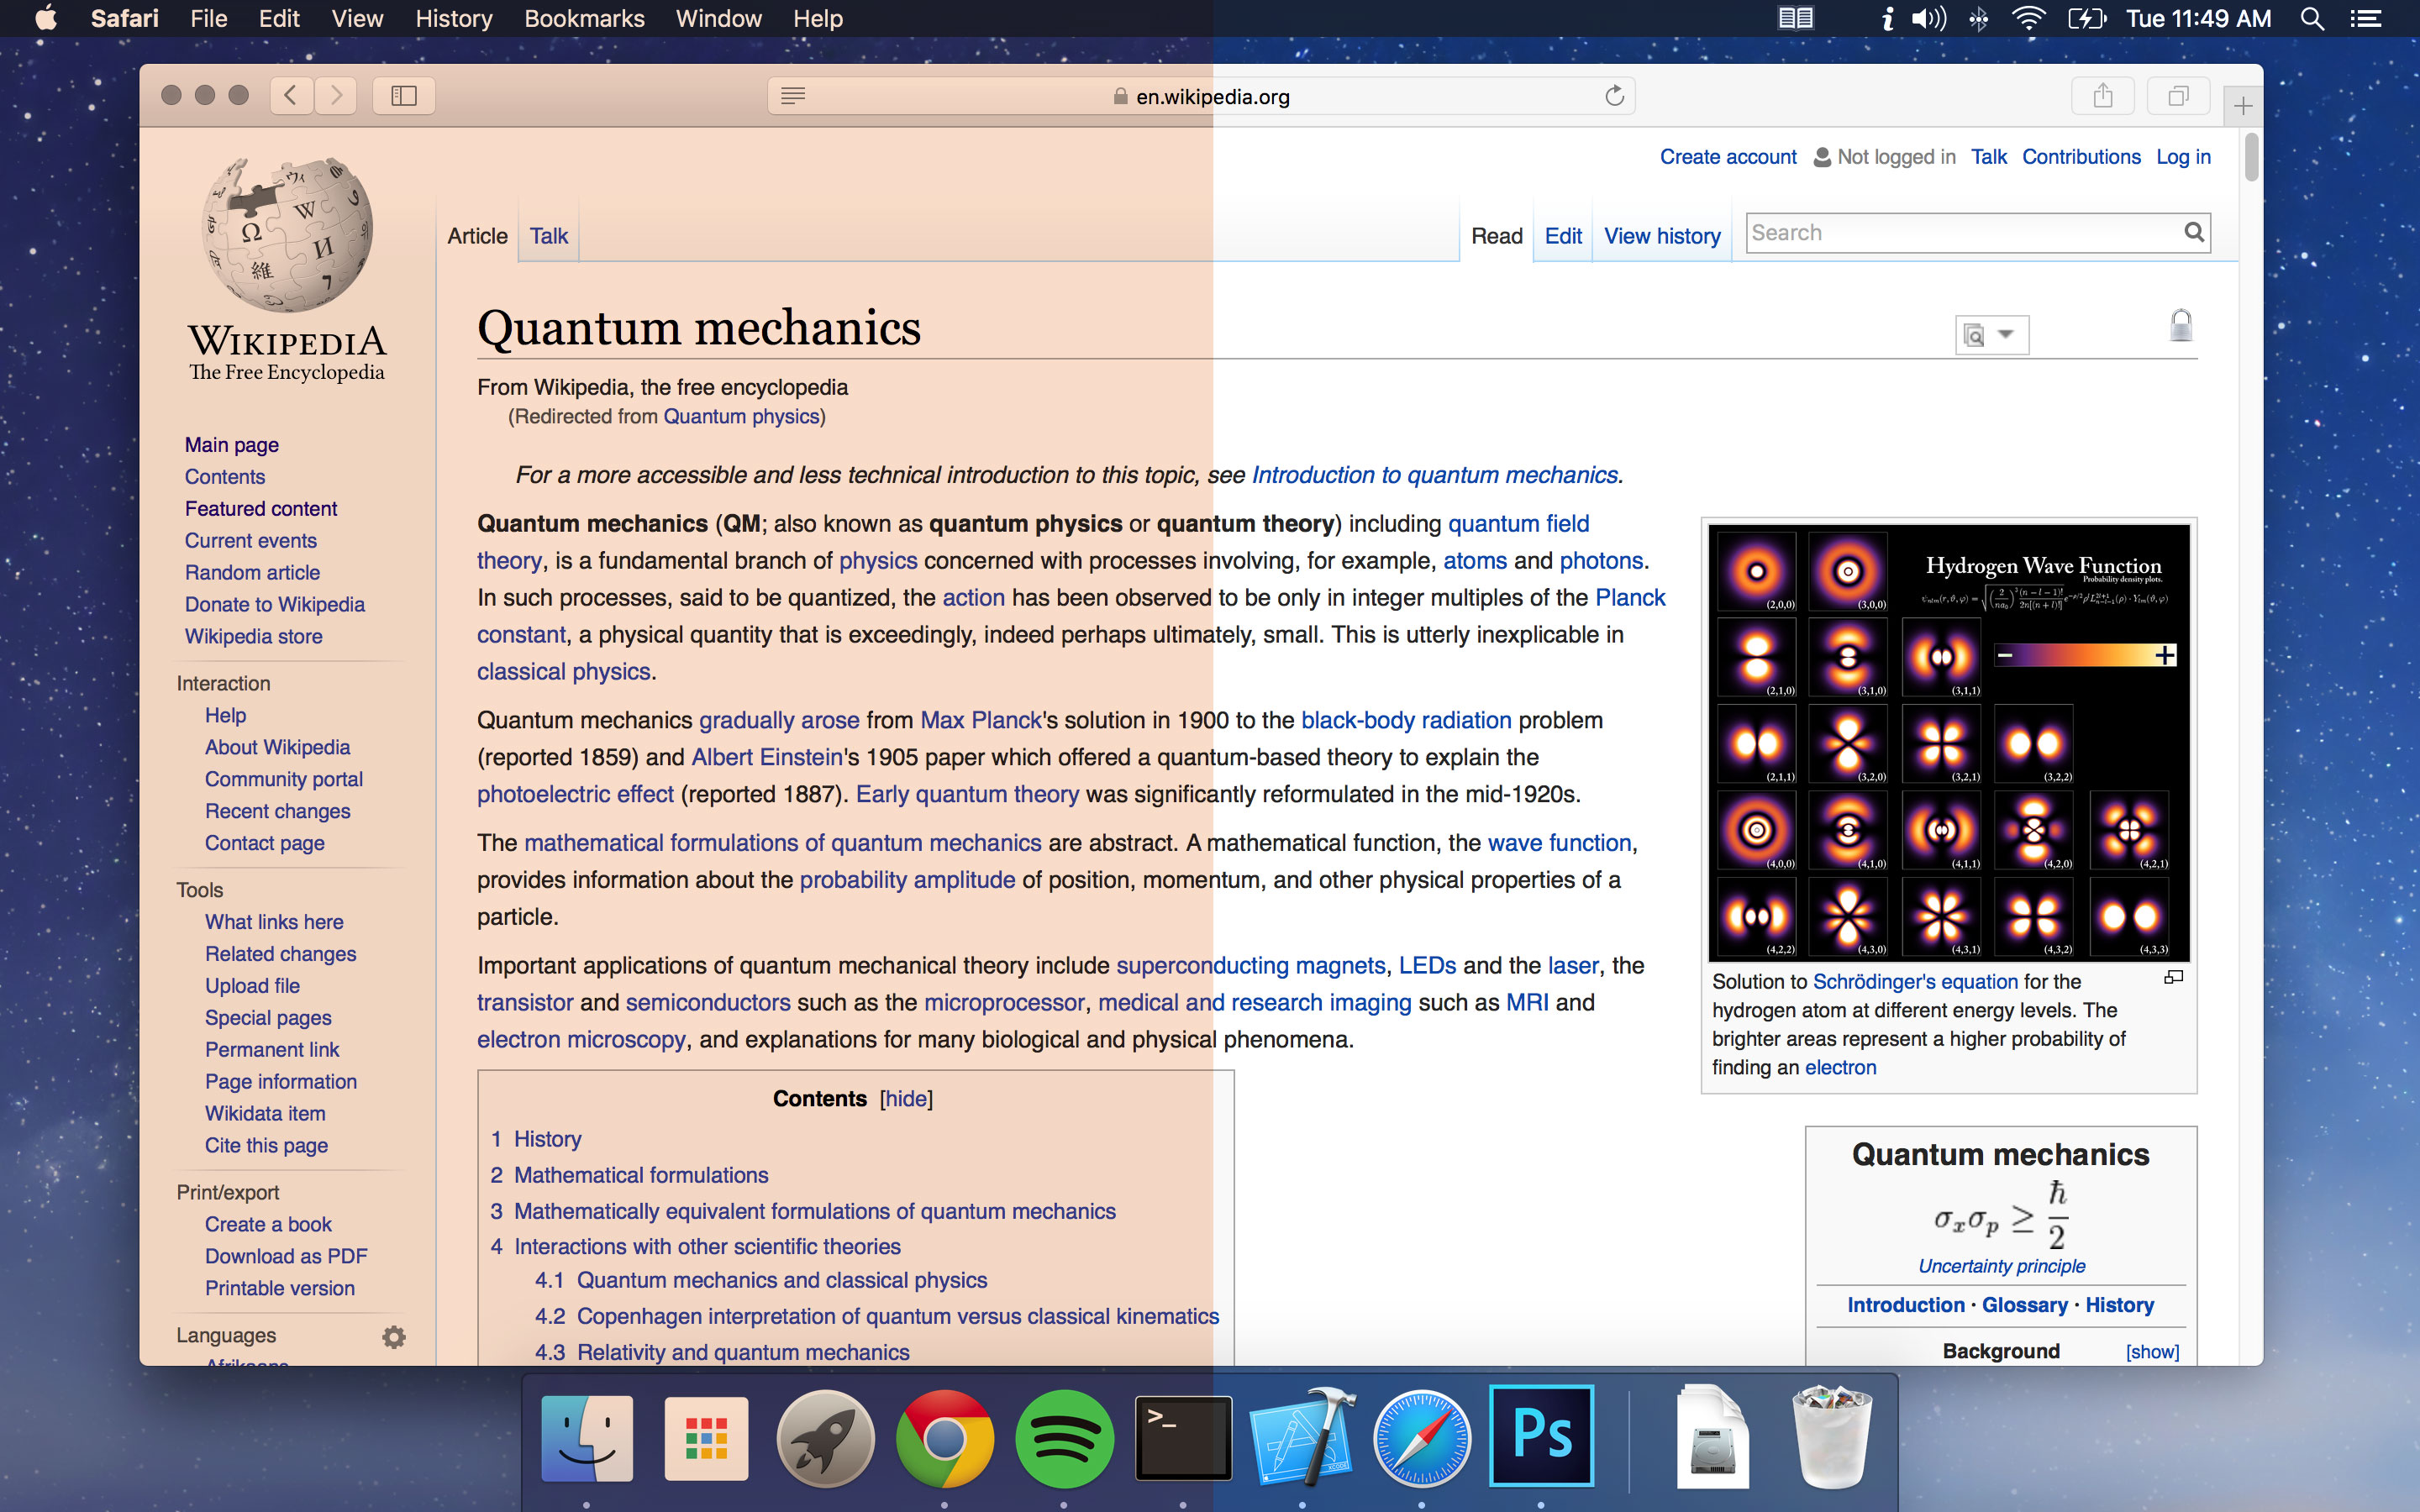 Safari File Edit View History Bookmarks Window Help
Tue 11:49 AM
en.wikipedia.org
Create account Not logged in Talk Contributions Log in
Article Talk
Read Edit View history
Search
WIKIPEDIA
The Free Encyclopedia
Main page
Contents
Featured content
Current events
Random article
Donate to Wikipedia
Wikipedia store
Interaction
Help
About Wikipedia
Community portal
Recent changes
Contact page
Tools
What links here
Related changes
Upload file
Special pages
Permanent link
Page information
Wikidata item
Cite this page
Print/export
Create a book
Download as PDF
Printable version
Languages
Quantum mechanics
From Wikipedia, the free encyclopedia
(Redirected from Quantum physics)
For a more accessible and less technical introduction to this topic, see Introduction to quantum mechanics.
Quantum mechanics (QM; also known as quantum physics or quantum theory) including quantum field
theory, is a fundamental branch of physics concerned with processes involving, for example, atoms and photons.
In such processes, said to be quantized, the action has been observed to be only in integer multiples of the Planck
constant, a physical quantity that is exceedingly, indeed perhaps ultimately, small. This is utterly inexplicable in
classical physics.
Quantum mechanics gradually arose from Max Planck's solution in 1900 to the black-body radiation problem
(reported 1859) and Albert Einstein's 1905 paper which offered a quantum-based theory to explain the
photoelectric effect (reported 1887). Early quantum theory was significantly reformulated in the mid-1920s.
The mathematical formulations of quantum mechanics are abstract. A mathematical function, the wave function,
provides information about the probability amplitude of position, momentum, and other physical properties of a
particle.
Important applications of quantum mechanical theory include superconducting magnets, LEDs and the laser, the
transistor and semiconductors such as the microprocessor, medical and research imaging such as MRI and
electron microscopy, and explanations for many biological and physical phenomena.
Contents [hide]
1 History
2 Mathematical formulations
3 Mathematically equivalent formulations of quantum mechanics
4 Interactions with other scientific theories
4.1 Quantum mechanics and classical physics
4.2 Copenhagen interpretation of quantum versus classical kinematics
4.3 Relativity and quantum mechanics
Hydrogen Wave Function
Probability density plots.
(2,0,0) (3,0,0)
− +
(2,1,0) (3,1,0) (3,1,1)
(2,1,1) (3,2,0) (3,2,1) (3,2,2)
(4,0,0) (4,1,0) (4,1,1) (4,2,0) (4,2,1)
(4,2,2) (4,3,0) (4,3,1) (4,3,2) (4,3,3)
Solution to Schrödinger's equation for the
hydrogen atom at different energy levels. The
brighter areas represent a higher probability of
finding an electron
Quantum mechanics
σxσp ≥ ħ/2
Uncertainty principle
Introduction · Glossary · History
Background [show]
>_
Ps